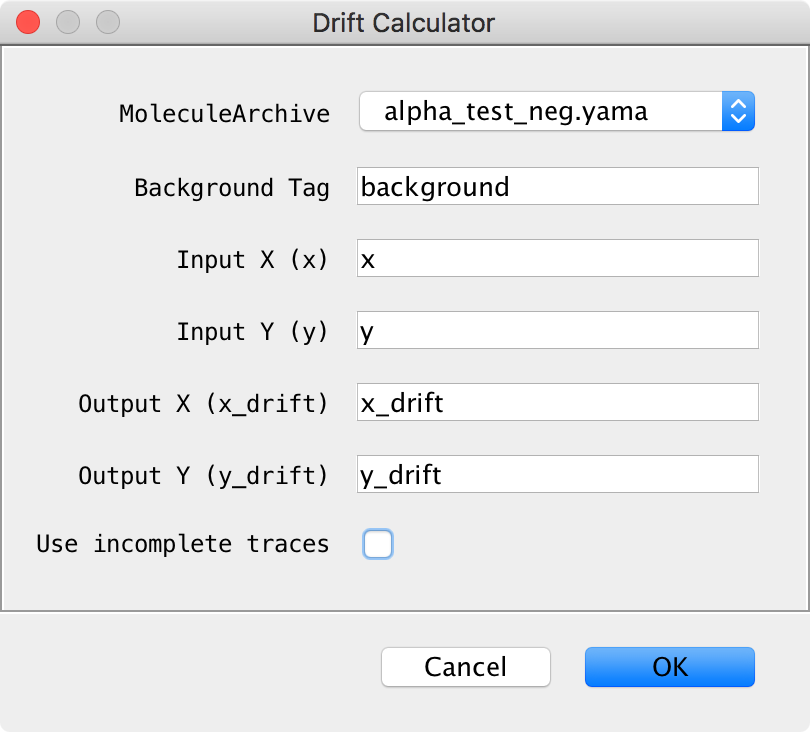 Drift Calculator
MoleculeArchive alpha_test_neg.yama
Background Tag background
Input X (x) x
Input Y (y) y
Output X (x_drift) x_drift
Output Y (y_drift) y_drift
Use incomplete traces
Cancel OK